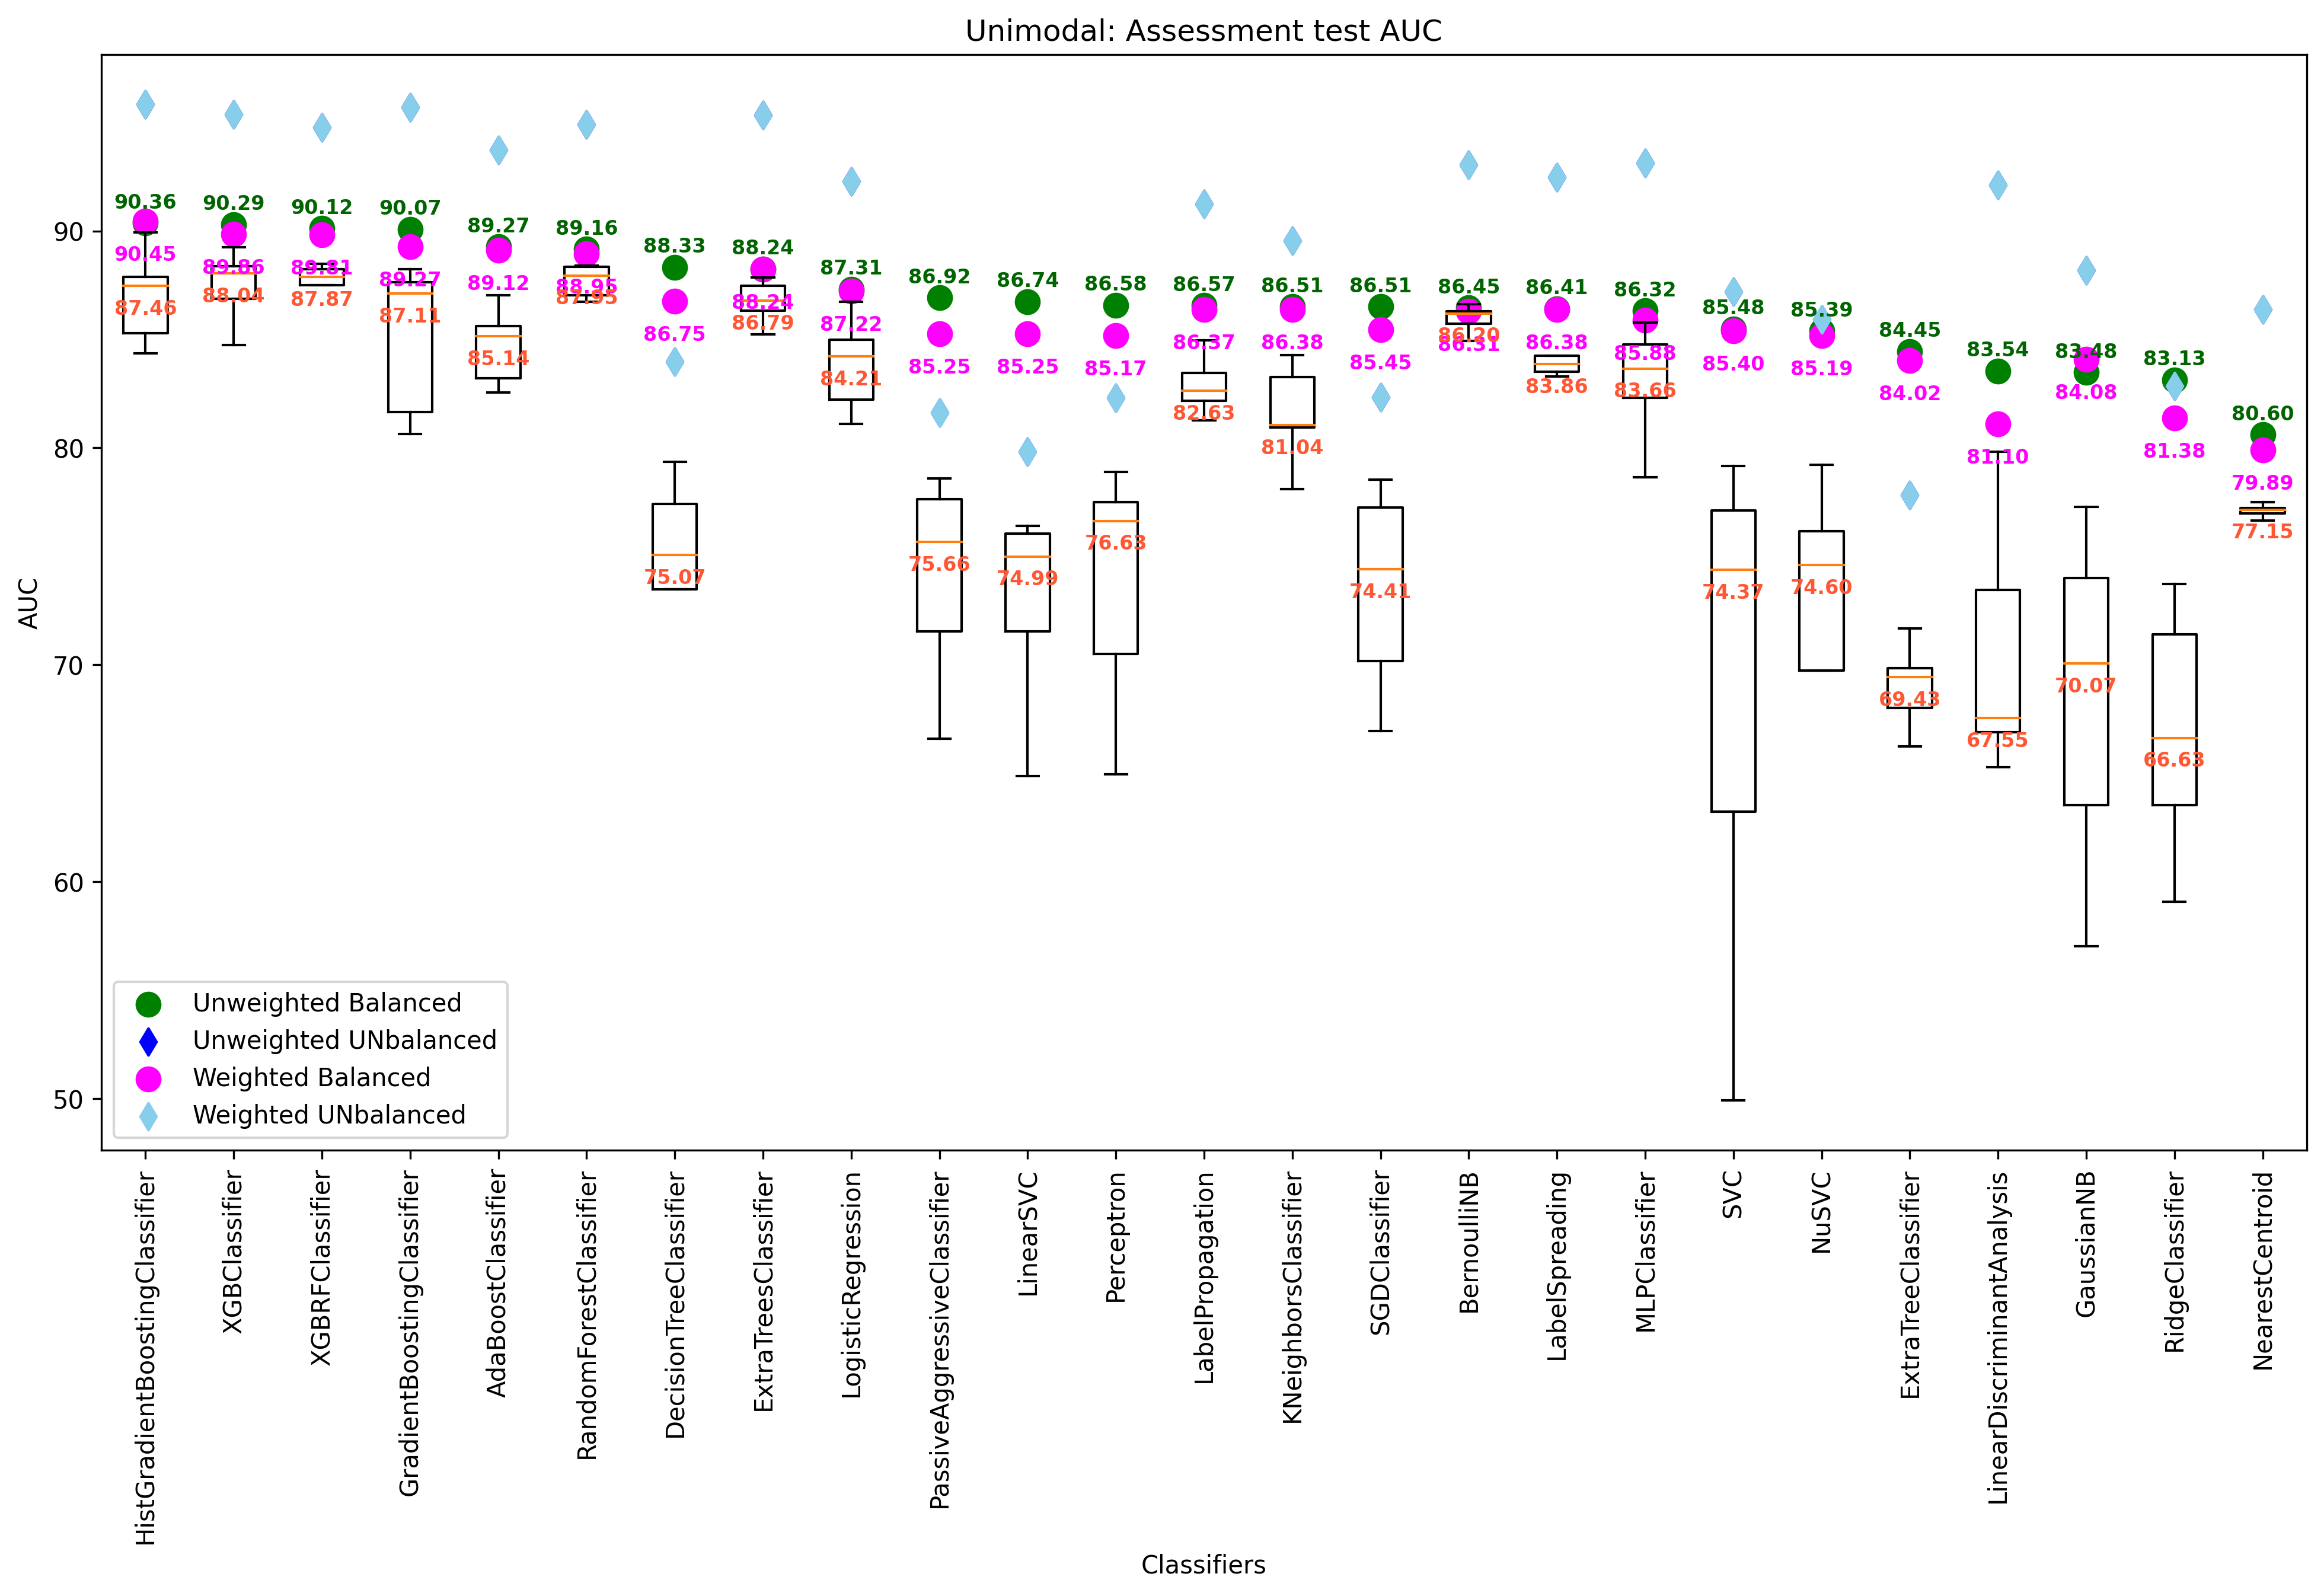 Unimodal: Assessment test AUC
AUC
90
80
70
60
50
90.36
90.45
87.46
90.29
89.86
88.04
90.12
89.81
87.87
90.07
89.27
87.11
89.27
89.12
85.14
89.16
88.95
87.95
88.33
86.75
75.07
88.24
88.24
86.79
87.31
87.22
84.21
86.92
85.25
75.66
86.74
85.25
74.99
86.58
85.17
76.63
86.57
86.37
82.63
86.51
86.38
81.04
86.51
85.45
74.41
86.45
86.31
86.20
86.41
86.38
83.86
86.32
85.88
83.66
85.48
85.40
74.37
85.39
85.19
74.60
84.45
84.02
69.43
83.54
81.10
67.55
83.48
84.08
70.07
83.13
81.38
66.63
80.60
79.89
77.15
Unweighted Balanced
Unweighted UNbalanced
Weighted Balanced
Weighted UNbalanced
HistGradientBoostingClassifier
XGBClassifier
XGBRFClassifier
GradientBoostingClassifier
AdaBoostClassifier
RandomForestClassifier
DecisionTreeClassifier
ExtraTreesClassifier
LogisticRegression
PassiveAggressiveClassifier
LinearSVC
Perceptron
LabelPropagation
KNeighborsClassifier
SGDClassifier
BernoulliNB
LabelSpreading
MLPClassifier
SVC
NuSVC
ExtraTreeClassifier
LinearDiscriminantAnalysis
GaussianNB
RidgeClassifier
NearestCentroid
Classifiers